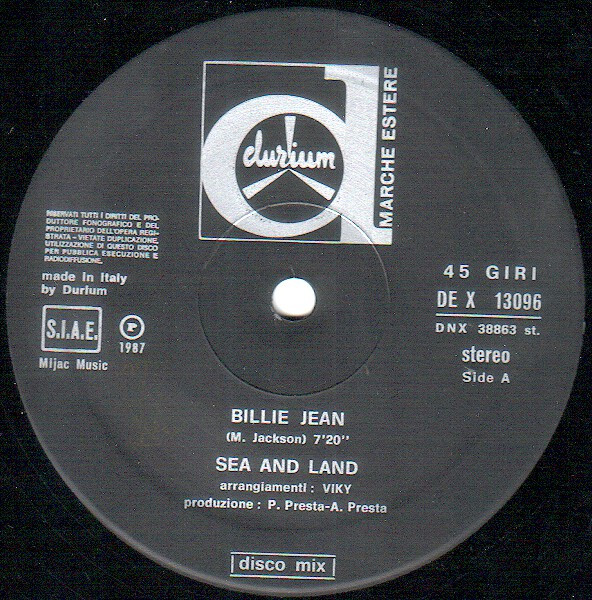 durium
MARCHE ESTERE
RISERVATI TUTTI I DIRITTI DEL PRO-
DUTTORE FONOGRAFICO E DEL
PROPRIETARIO DELL'OPERA REGI-
STRATA - VIETATE DUPLICAZIONE,
UTILIZZAZIONE DI QUESTO DISCO
PER PUBBLICA ESECUZIONE E
RADIODIFFUSIONE.
made in Italy
by Durium
S.I.A.E.
P
1987
Mijac Music
45 GIRI
DE X 13096
DNX 38863 st.
stereo
Side A
BILLIE JEAN
(M. Jackson) 7'20''
SEA AND LAND
arrangiamenti : VIKY
produzione : P. Presta-A. Presta
disco mix